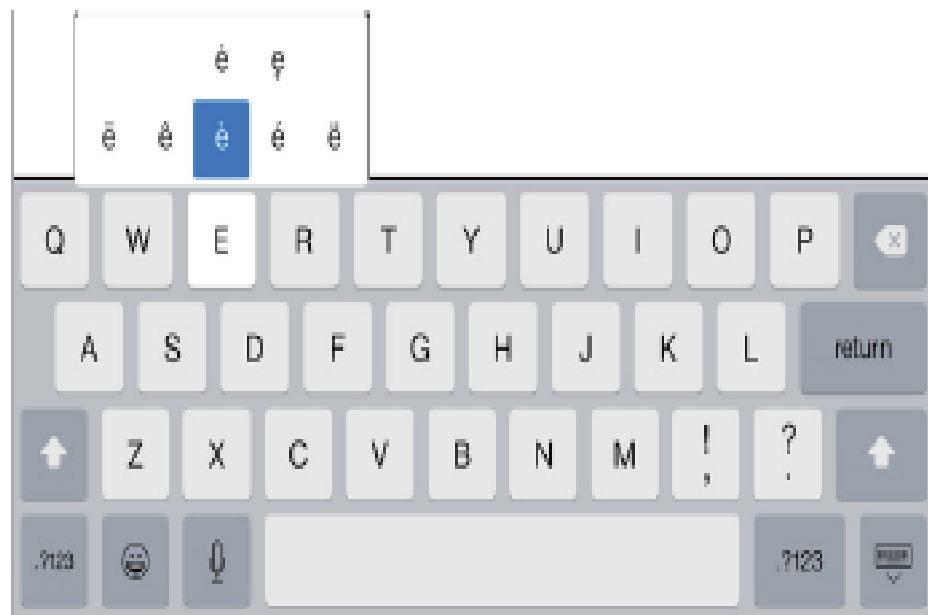 ė ę
ē ê è é ë
Q W E R T Y U I O P
A S D F G H J K L return
Z X C V B N M ! , ? .
.?123 .?123